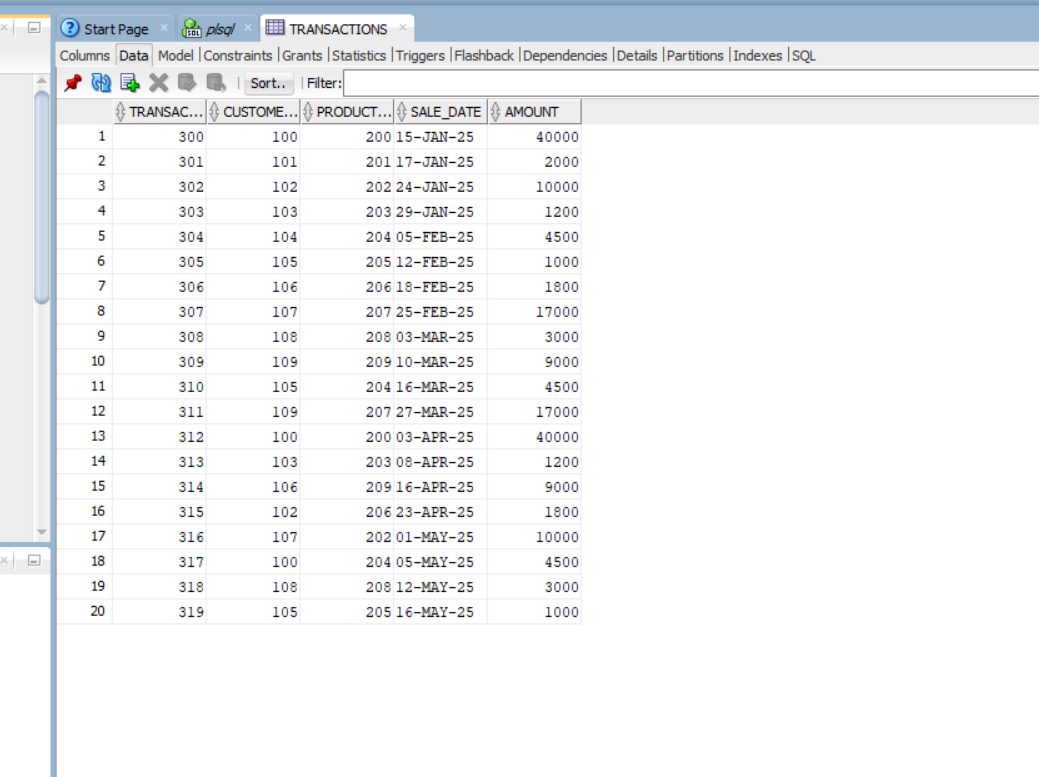 Start Page plsql TRANSACTIONS
Columns Data Model Constraints Grants Statistics Triggers Flashback Dependencies Details Partitions Indexes SQL
Sort.. Filter:
TRANSAC... CUSTOME... PRODUCT... SALE_DATE AMOUNT
1 300 100 200 15-JAN-25 40000
2 301 101 201 17-JAN-25 2000
3 302 102 202 24-JAN-25 10000
4 303 103 203 29-JAN-25 1200
5 304 104 204 05-FEB-25 4500
6 305 105 205 12-FEB-25 1000
7 306 106 206 18-FEB-25 1800
8 307 107 207 25-FEB-25 17000
9 308 108 208 03-MAR-25 3000
10 309 109 209 10-MAR-25 9000
11 310 105 204 16-MAR-25 4500
12 311 109 207 27-MAR-25 17000
13 312 100 200 03-APR-25 40000
14 313 103 203 08-APR-25 1200
15 314 106 209 16-APR-25 9000
16 315 102 206 23-APR-25 1800
17 316 107 202 01-MAY-25 10000
18 317 100 204 05-MAY-25 4500
19 318 108 208 12-MAY-25 3000
20 319 105 205 16-MAY-25 1000